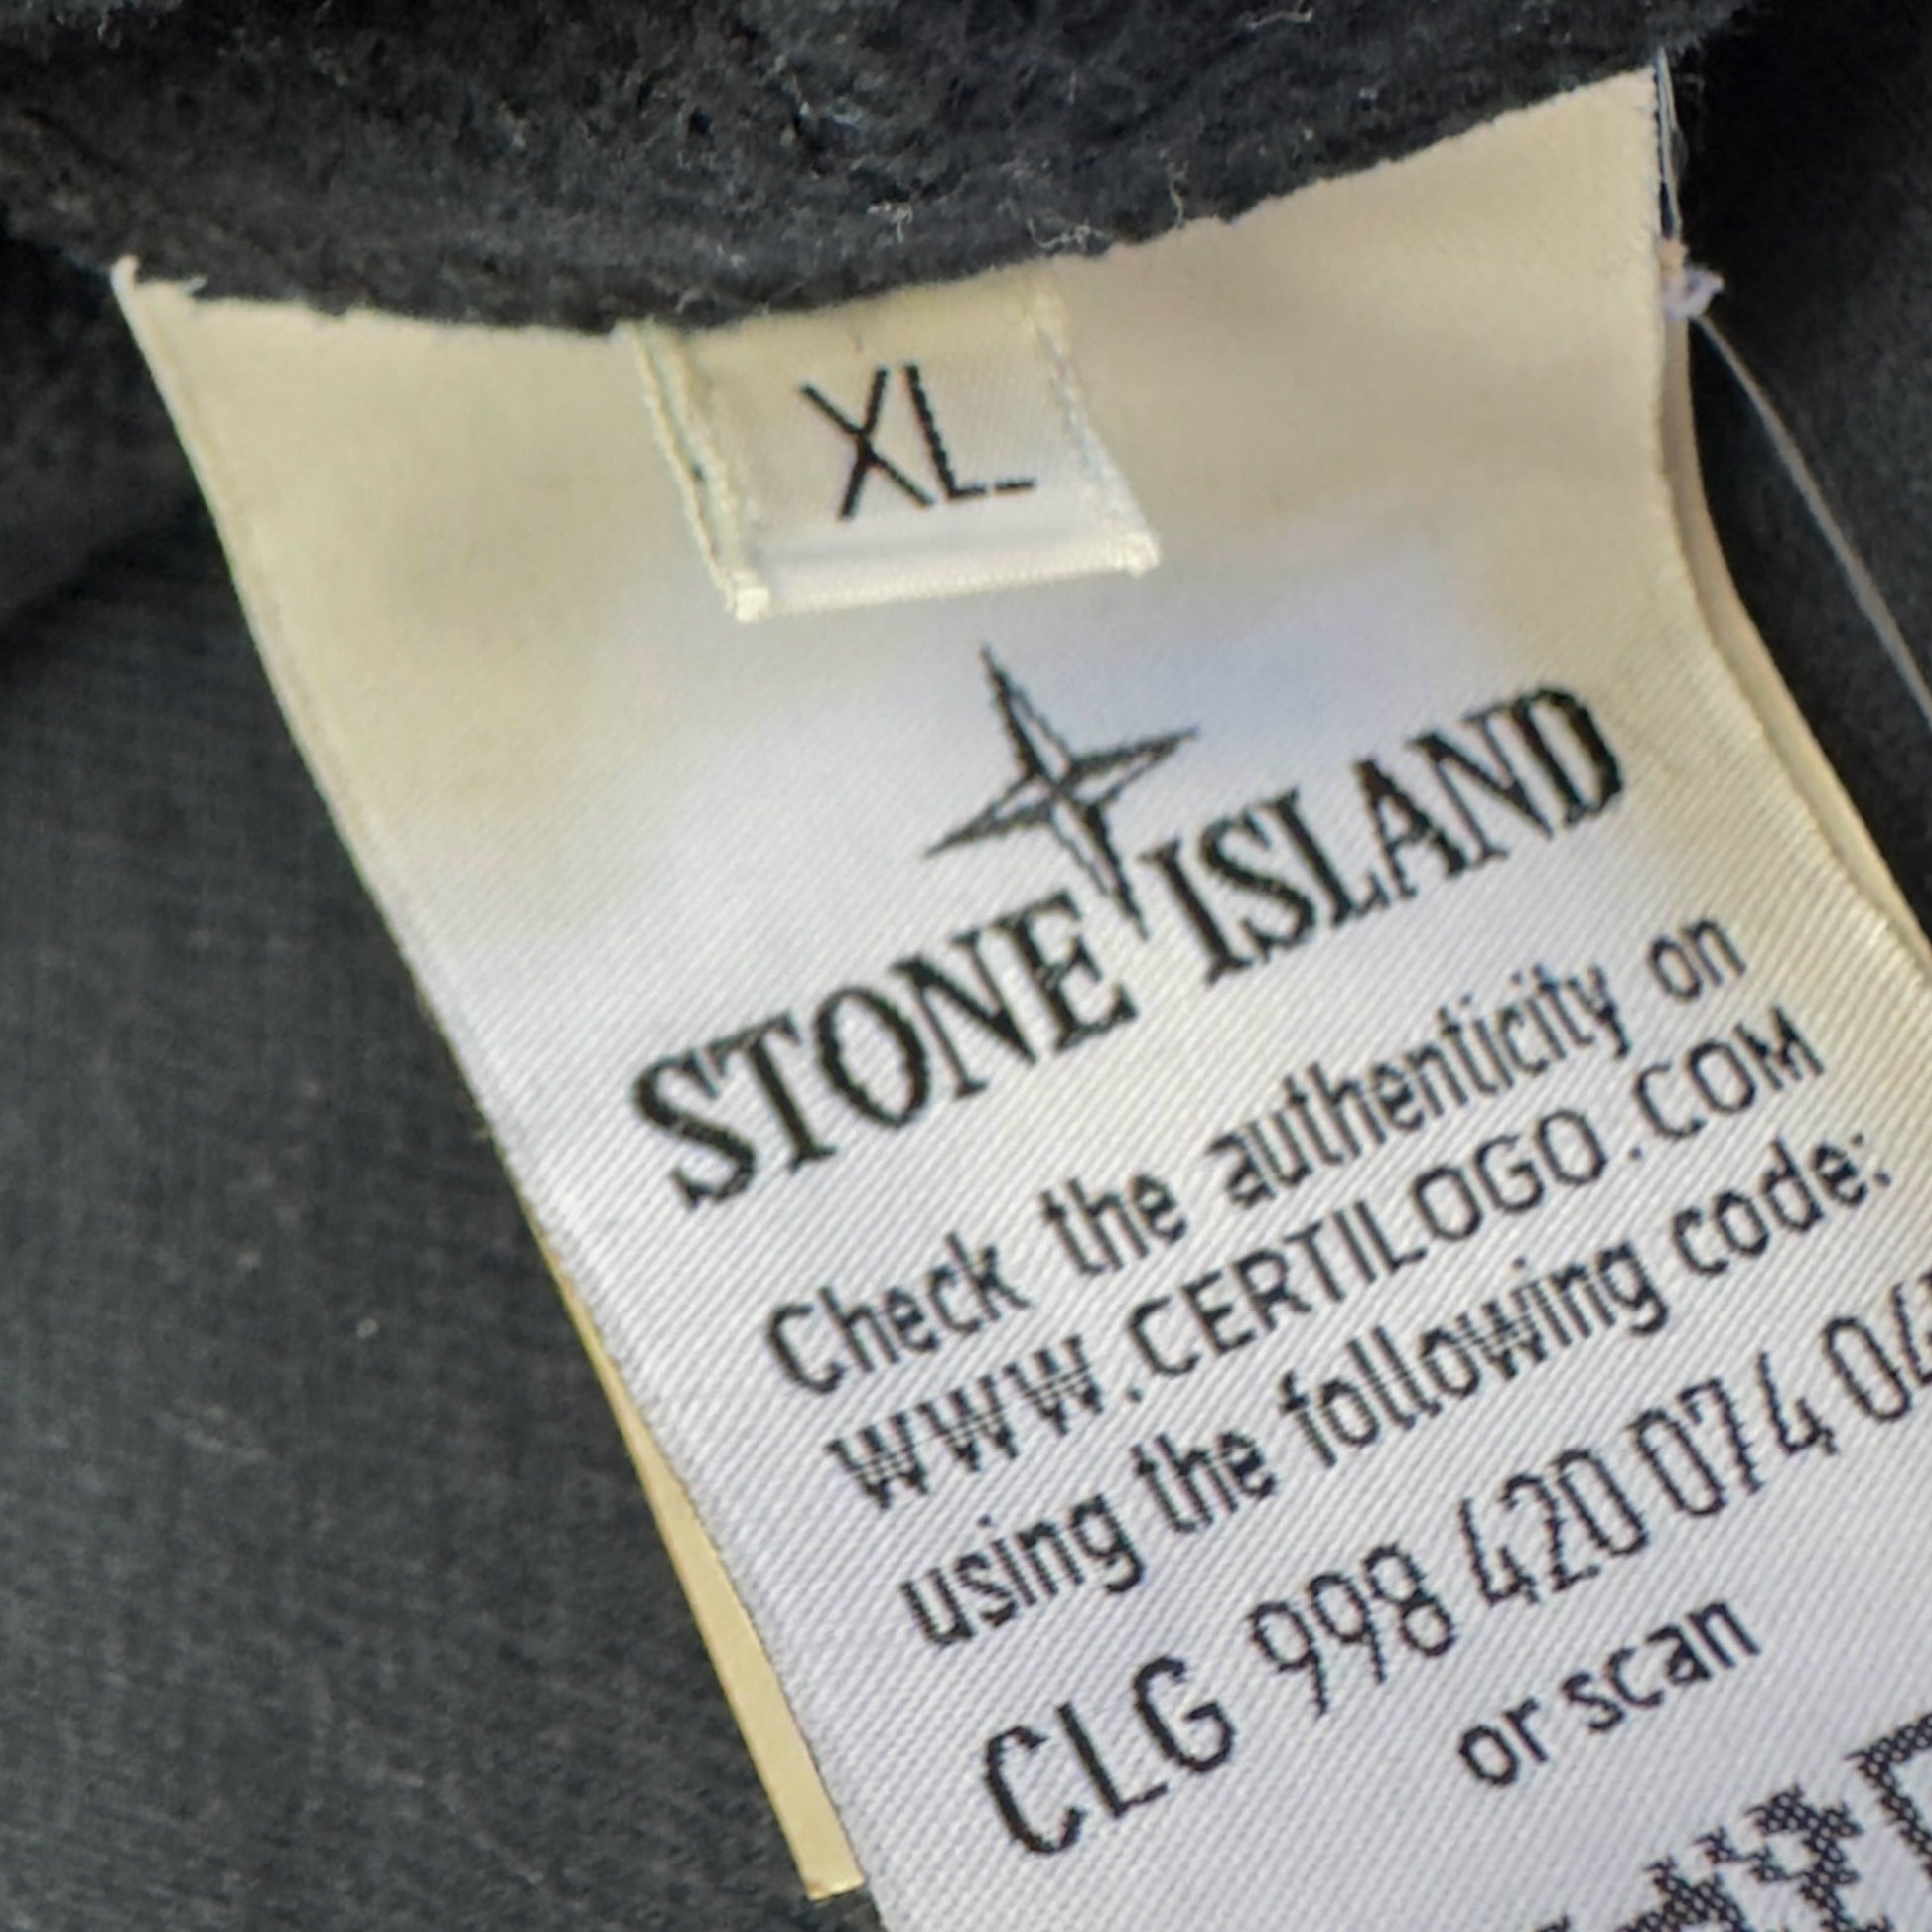 XL
STONE ISLAND
Check the authenticity on
WWW.CERTILOGO.COM
using the following code:
CLG 998 420 074 0
or scan